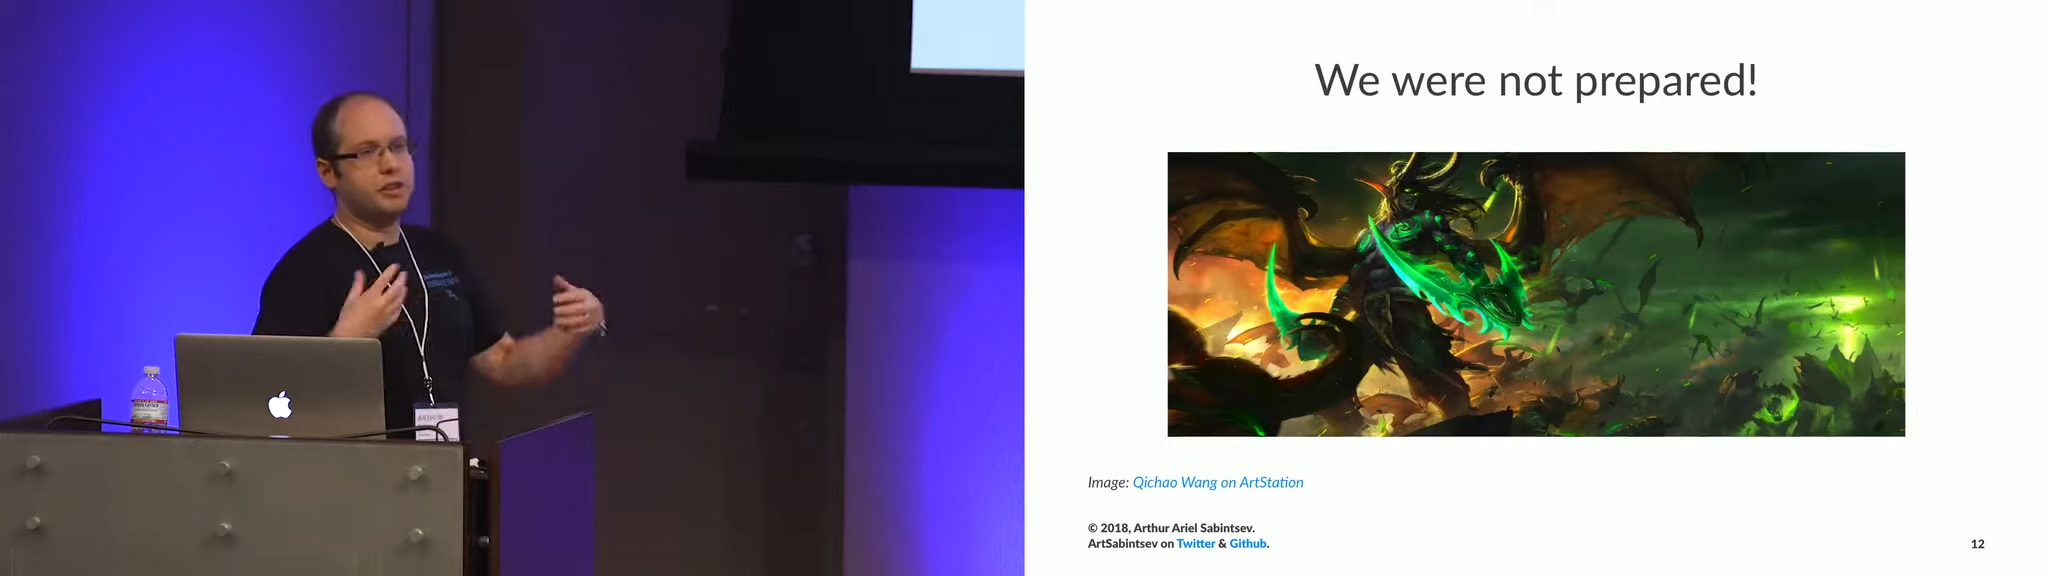 We were not prepared!
Image: Qichao Wang on ArtStation
© 2018, Arthur Ariel Sabintsev.
ArtSabintsev on Twitter & Github.
12